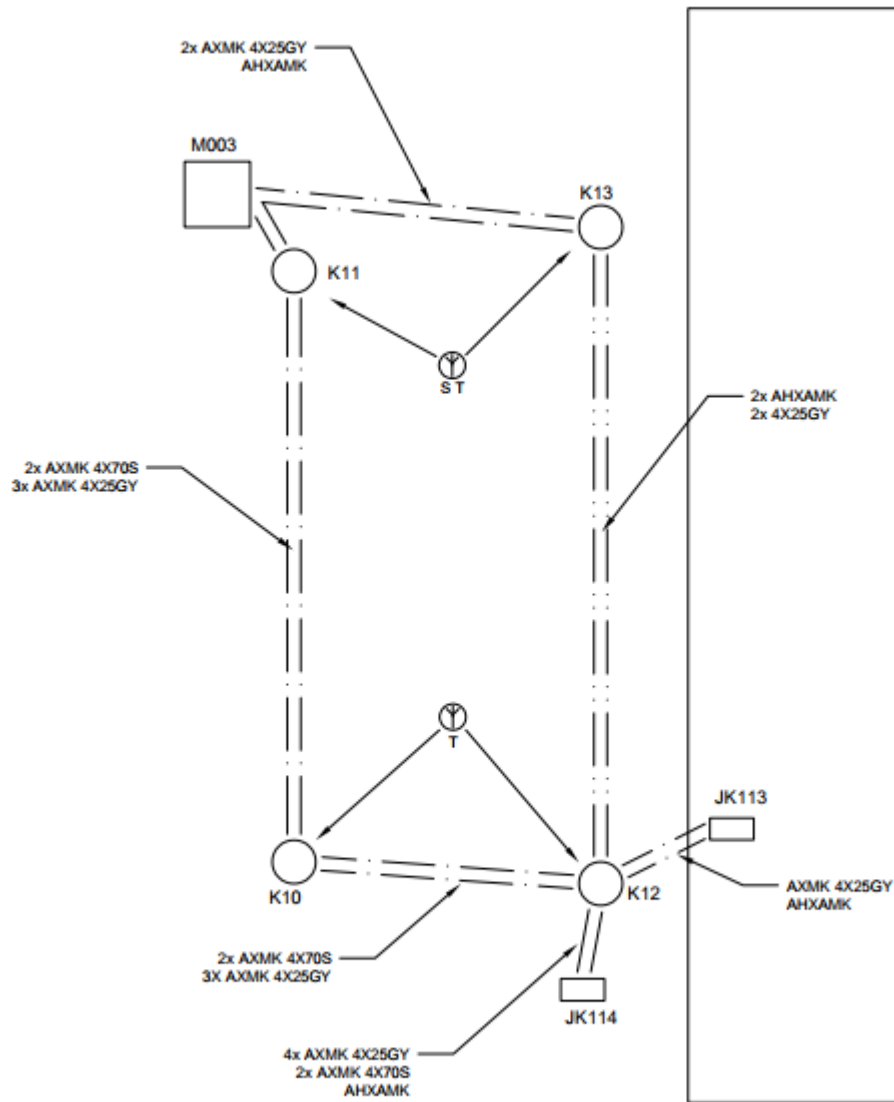 2x AXMK 4X25GY
AHXAMK
M003
K13
K11
S T
2x AHXAMK
2x 4X25GY
2x AXMK 4X70S
3x AXMK 4X25GY
T
JK113
K10
K12
AXMK 4X25GY
AHXAMK
2x AXMK 4X70S
3X AXMK 4X25GY
JK114
4x AXMK 4X25GY
2x AXMK 4X70S
AHXAMK